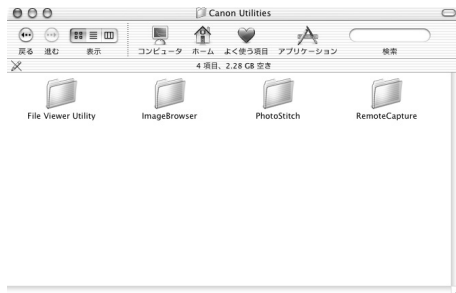 Canon Utilities
戻る 進む 表示 コンピュータ ホーム よく使う項目 アプリケーション 検索
4 項目、2.28 GB 空き
File Viewer Utility ImageBrowser PhotoStitch RemoteCapture